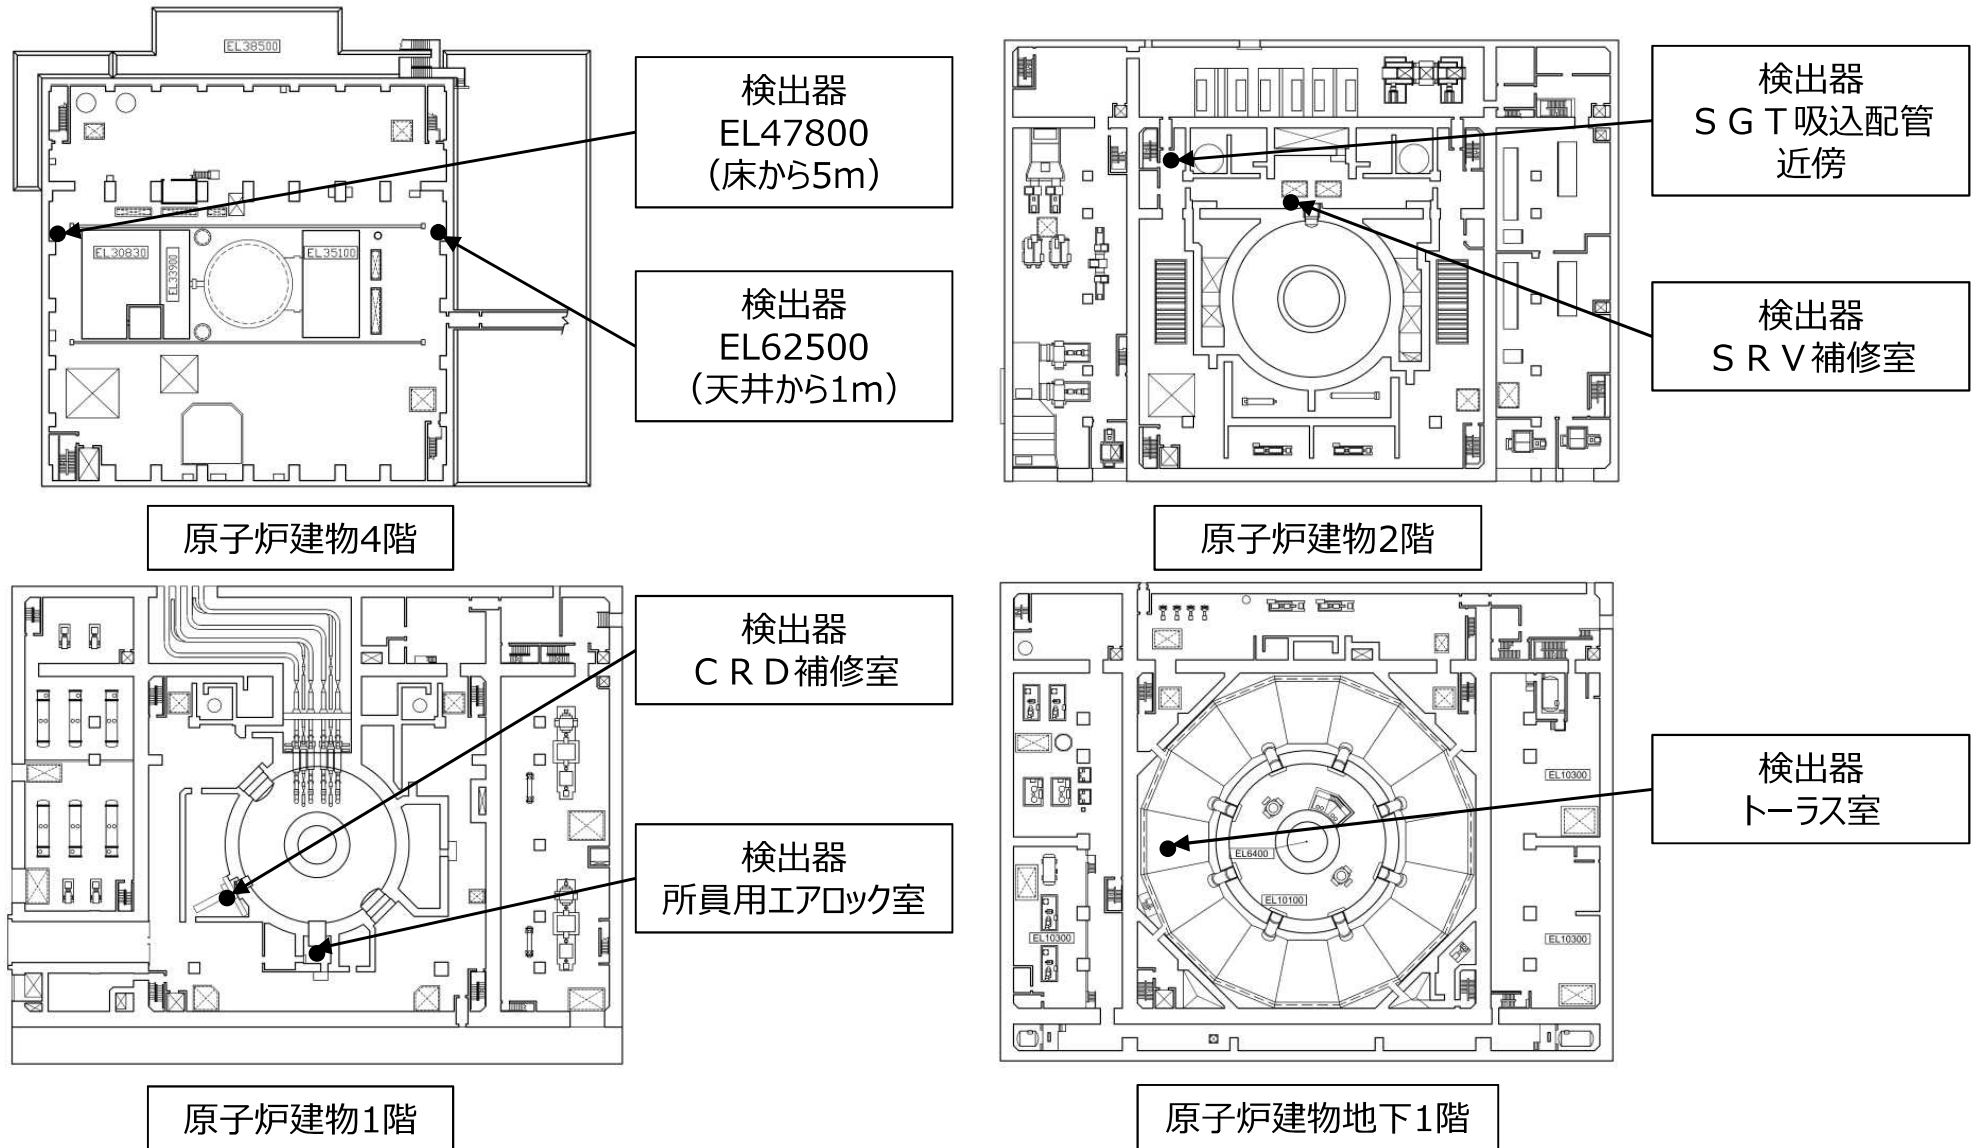 EL38500
EL30830
EL33900
EL35100
検出器
EL47800
（床から5m）
検出器
EL62500
（天井から1m）
原子炉建物4階
検出器
ＳＧＴ吸込配管
近傍
検出器
ＳＲＶ補修室
原子炉建物2階
検出器
ＣＲＤ補修室
検出器
所員用エアロック室
原子炉建物1階
EL10300
EL6400
EL10100
EL10300
EL10300
検出器
トーラス室
原子炉建物地下1階